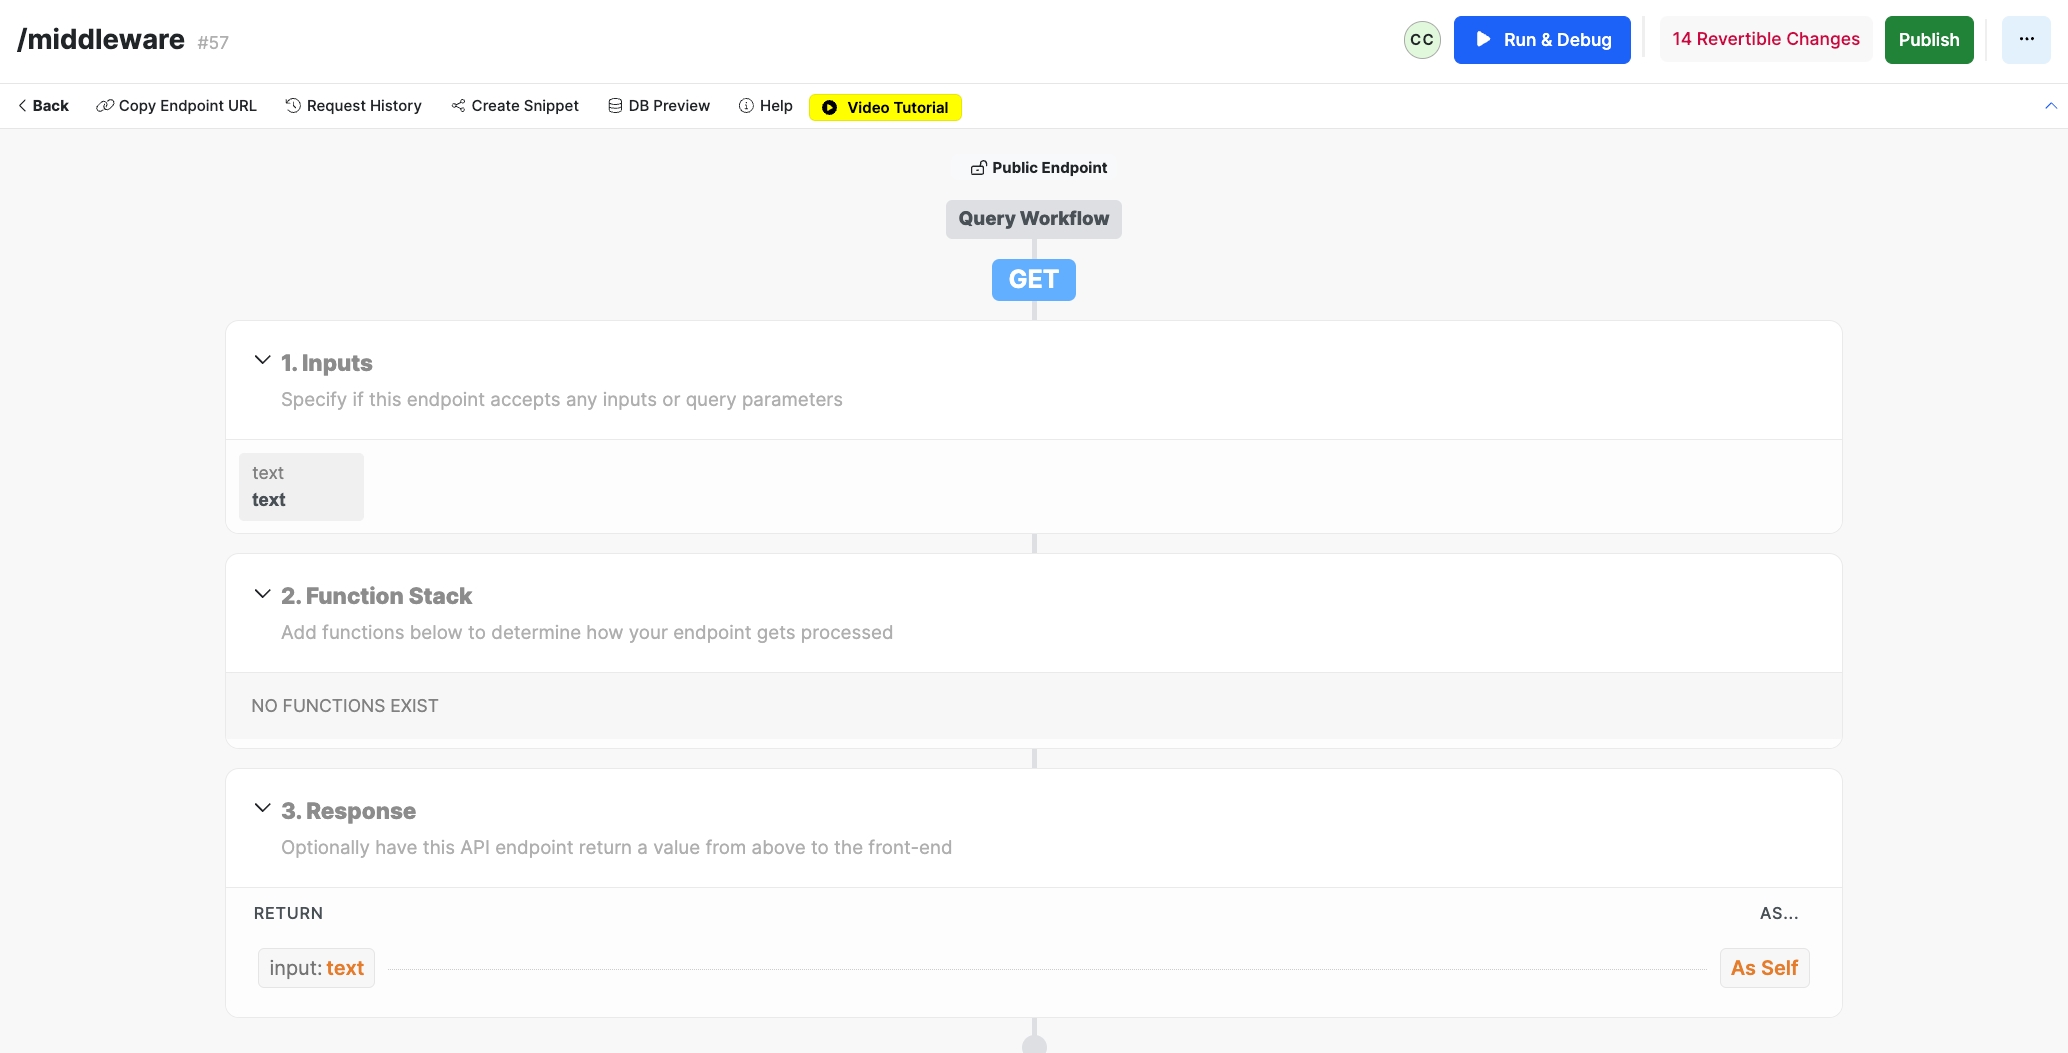 /middleware #57
CC
Run & Debug
14 Revertible Changes
Publish
...
Back
Copy Endpoint URL
Request History
Create Snippet
DB Preview
Help
Video Tutorial
Public Endpoint
Query Workflow
GET
1. Inputs
Specify if this endpoint accepts any inputs or query parameters
text
text
2. Function Stack
Add functions below to determine how your endpoint gets processed
NO FUNCTIONS EXIST
3. Response
Optionally have this API endpoint return a value from above to the front-end
RETURN AS...
input: text As Self